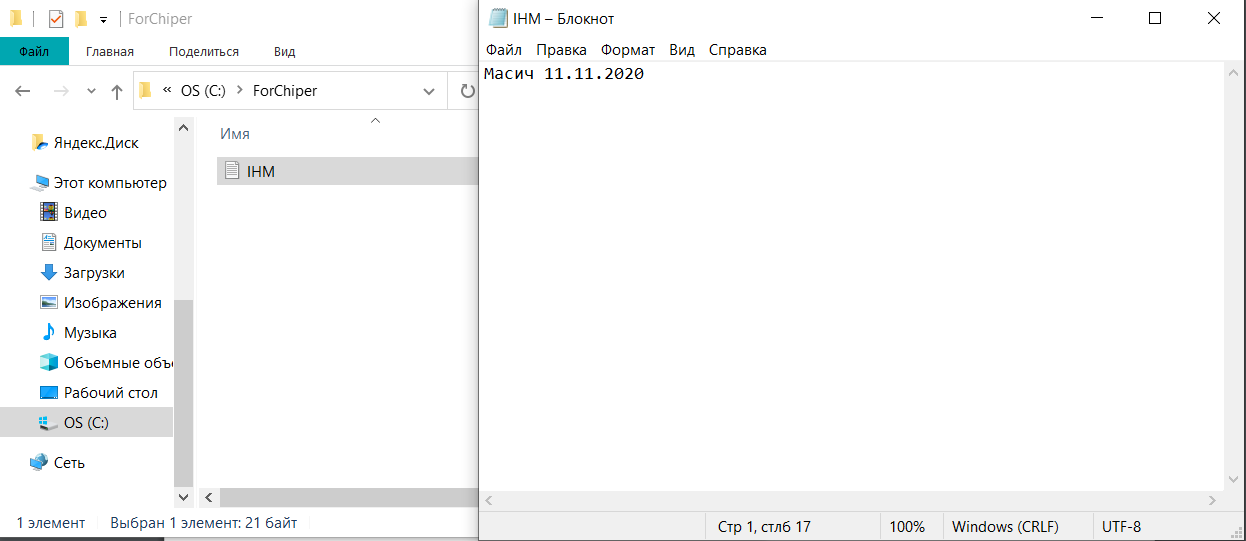 ForChiper
Файл Главная Поделиться Вид
« OS (C:) > ForChiper
Яндекс.Диск
Этот компьютер
Видео
Документы
Загрузки
Изображения
Музыка
Объемные объ
Рабочий стол
OS (C:)
Сеть
Имя
IHM
1 элемент Выбран 1 элемент: 21 байт
IHM – Блокнот
Файл Правка Формат Вид Справка
Масич 11.11.2020
Стр 1, стлб 17 100% Windows (CRLF) UTF-8